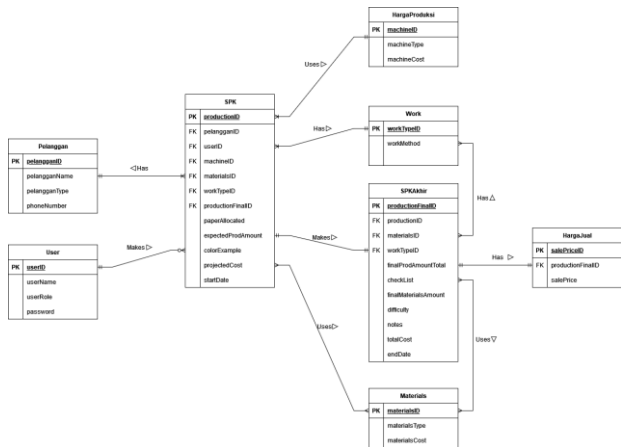 HargaProduksi
PK machineID
machineType
machineCost
Uses ▷
SPK
PK productionID
FK pelangganID
FK userID
FK machineID
FK materialsID
FK workTypeID
FK productionFinalID
paperAllocated
expectedProdAmount
colorExample
projectedCost
startDate
Has ▷
Work
PK workTypeID
workMethod
Pelanggan
PK pelangganID
pelangganName
pelangganType
phoneNumber
◁ Has
Has △
SPKAkhir
PK productionFinalID
FK productionID
FK materialsID
FK workTypeID
finalProdAmountTotal
checkList
finalMaterialsAmount
difficulty
notas
totalCost
endDate
Makes ▷
HargaJual
PK salePriceID
FK productionFinalID
salePrice
Has ▷
User
PK userID
userName
userRole
password
Makes ▷
Uses ▷
Uses ▽
Materials
PK materialsID
materialsType
materialsCost